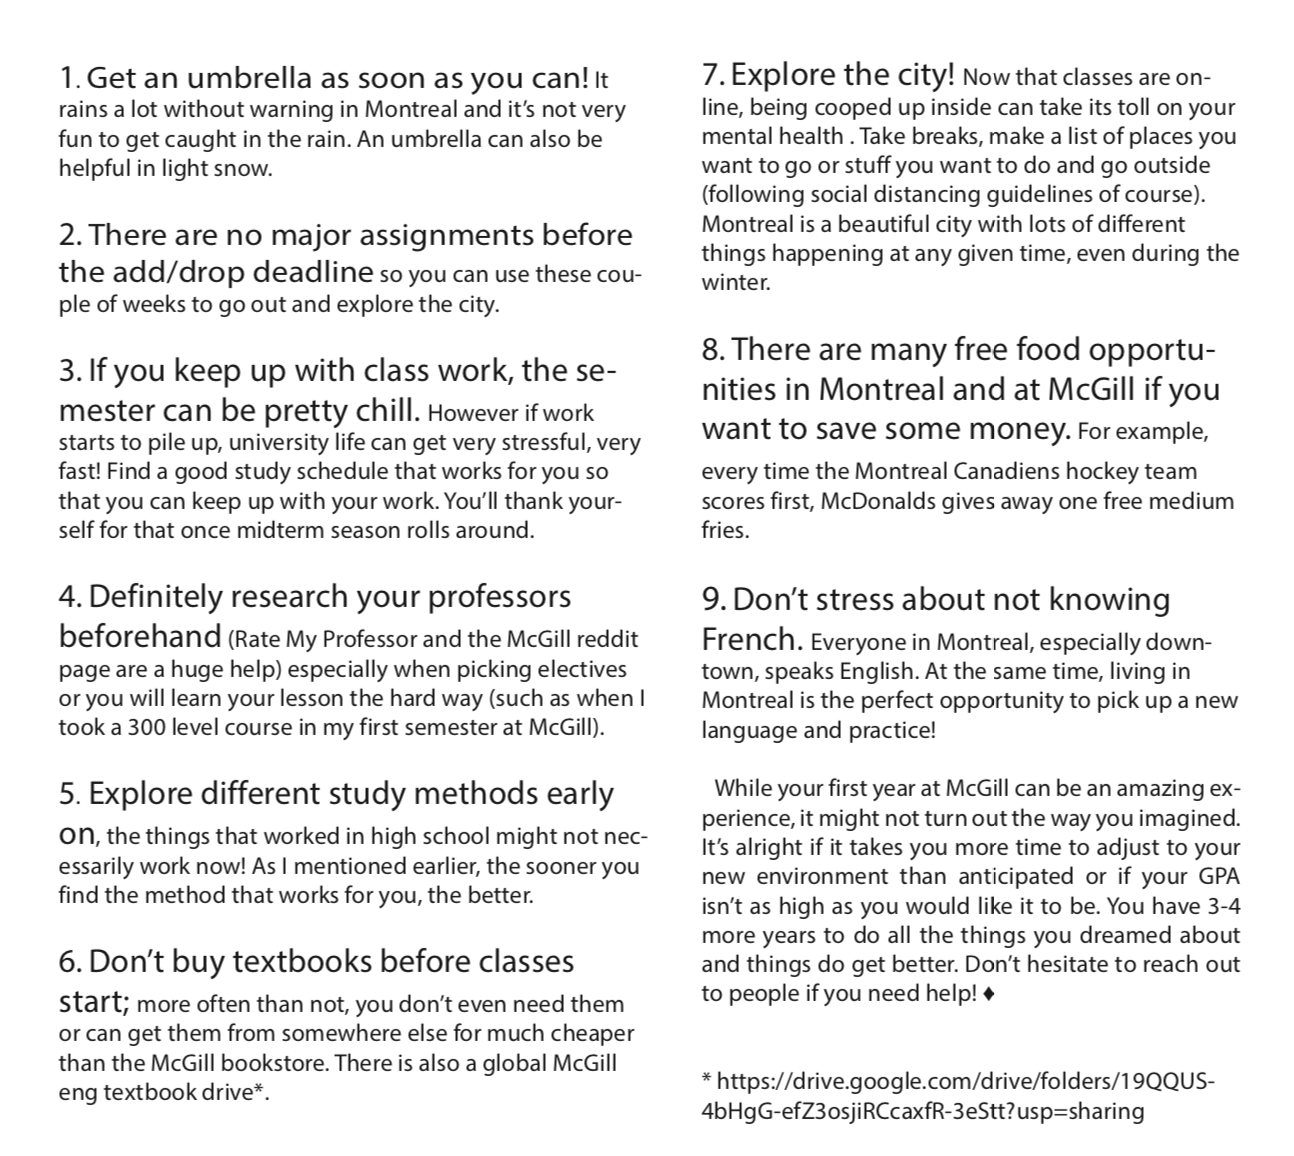 1. Get an umbrella as soon as you can! It
rains a lot without warning in Montreal and it's not very
fun to get caught in the rain. An umbrella can also be
helpful in light snow.
2. There are no major assignments before
the add/drop deadline so you can use these cou-
ple of weeks to go out and explore the city.
3. If you keep up with class work, the se-
mester can be pretty chill. However if work
starts to pile up, university life can get very stressful, very
fast! Find a good study schedule that works for you so
that you can keep up with your work. You'll thank your-
self for that once midterm season rolls around.
4. Definitely research your professors
beforehand (Rate My Professor and the McGill reddit
page are a huge help) especially when picking electives
or you will learn your lesson the hard way (such as when I
took a 300 level course in my first semester at McGill).
5. Explore different study methods early
on, the things that worked in high school might not nec-
essarily work now! As I mentioned earlier, the sooner you
find the method that works for you, the better.
6. Don't buy textbooks before classes
start; more often than not, you don't even need them
or can get them from somewhere else for much cheaper
than the McGill bookstore. There is also a global McGill
eng textbook drive*.
7. Explore the city! Now that classes are on-
line, being cooped up inside can take its toll on your
mental health . Take breaks, make a list of places you
want to go or stuff you want to do and go outside
(following social distancing guidelines of course).
Montreal is a beautiful city with lots of different
things happening at any given time, even during the
winter.
8. There are many free food opportu-
nities in Montreal and at McGill if you
want to save some money. For example,
every time the Montreal Canadiens hockey team
scores first, McDonalds gives away one free medium
fries.
9. Don't stress about not knowing
French. Everyone in Montreal, especially down-
town, speaks English. At the same time, living in
Montreal is the perfect opportunity to pick up a new
language and practice!
While your first year at McGill can be an amazing ex-
perience, it might not turn out the way you imagined.
It's alright if it takes you more time to adjust to your
new environment than anticipated or if your GPA
isn't as high as you would like it to be. You have 3-4
more years to do all the things you dreamed about
and things do get better. Don't hesitate to reach out
to people if you need help! ♦
* https://drive.google.com/drive/folders/19QQUS-
4bHgG-efZ3osjiRCcaxfR-3eStt?usp=sharing